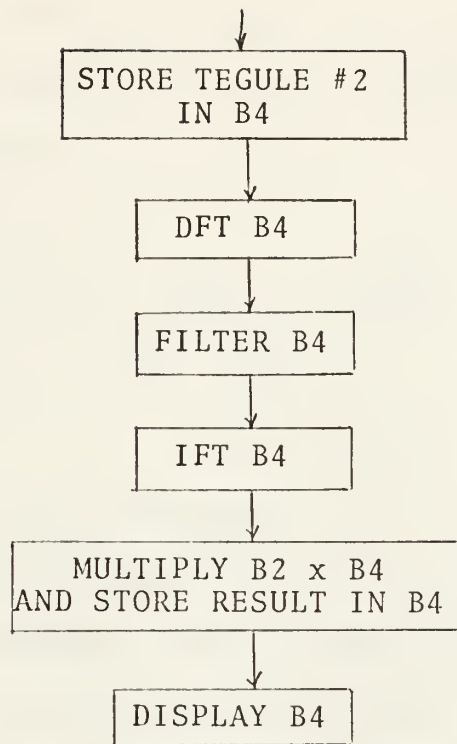 STORE TEGULE #2
IN B4
DFT B4
FILTER B4
IFT B4
MULTIPLY B2 x B4
AND STORE RESULT IN B4
DISPLAY B4